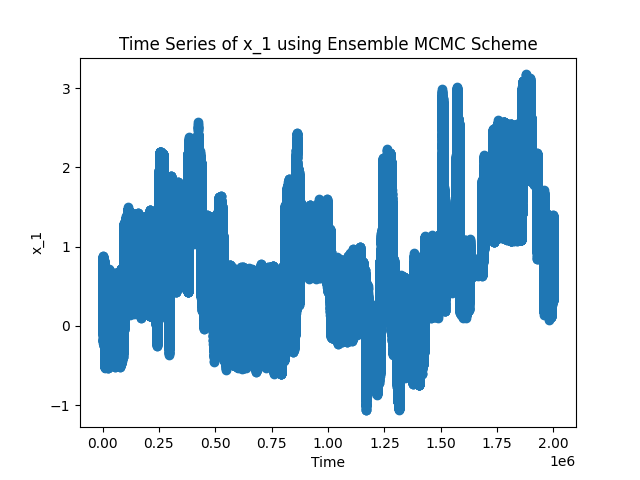 Time Series of x_1 using Ensemble MCMC Scheme
3
2
1
0
−1
x_1
0.00 0.25 0.50 0.75 1.00 1.25 1.50 1.75 2.00
1e6
Time